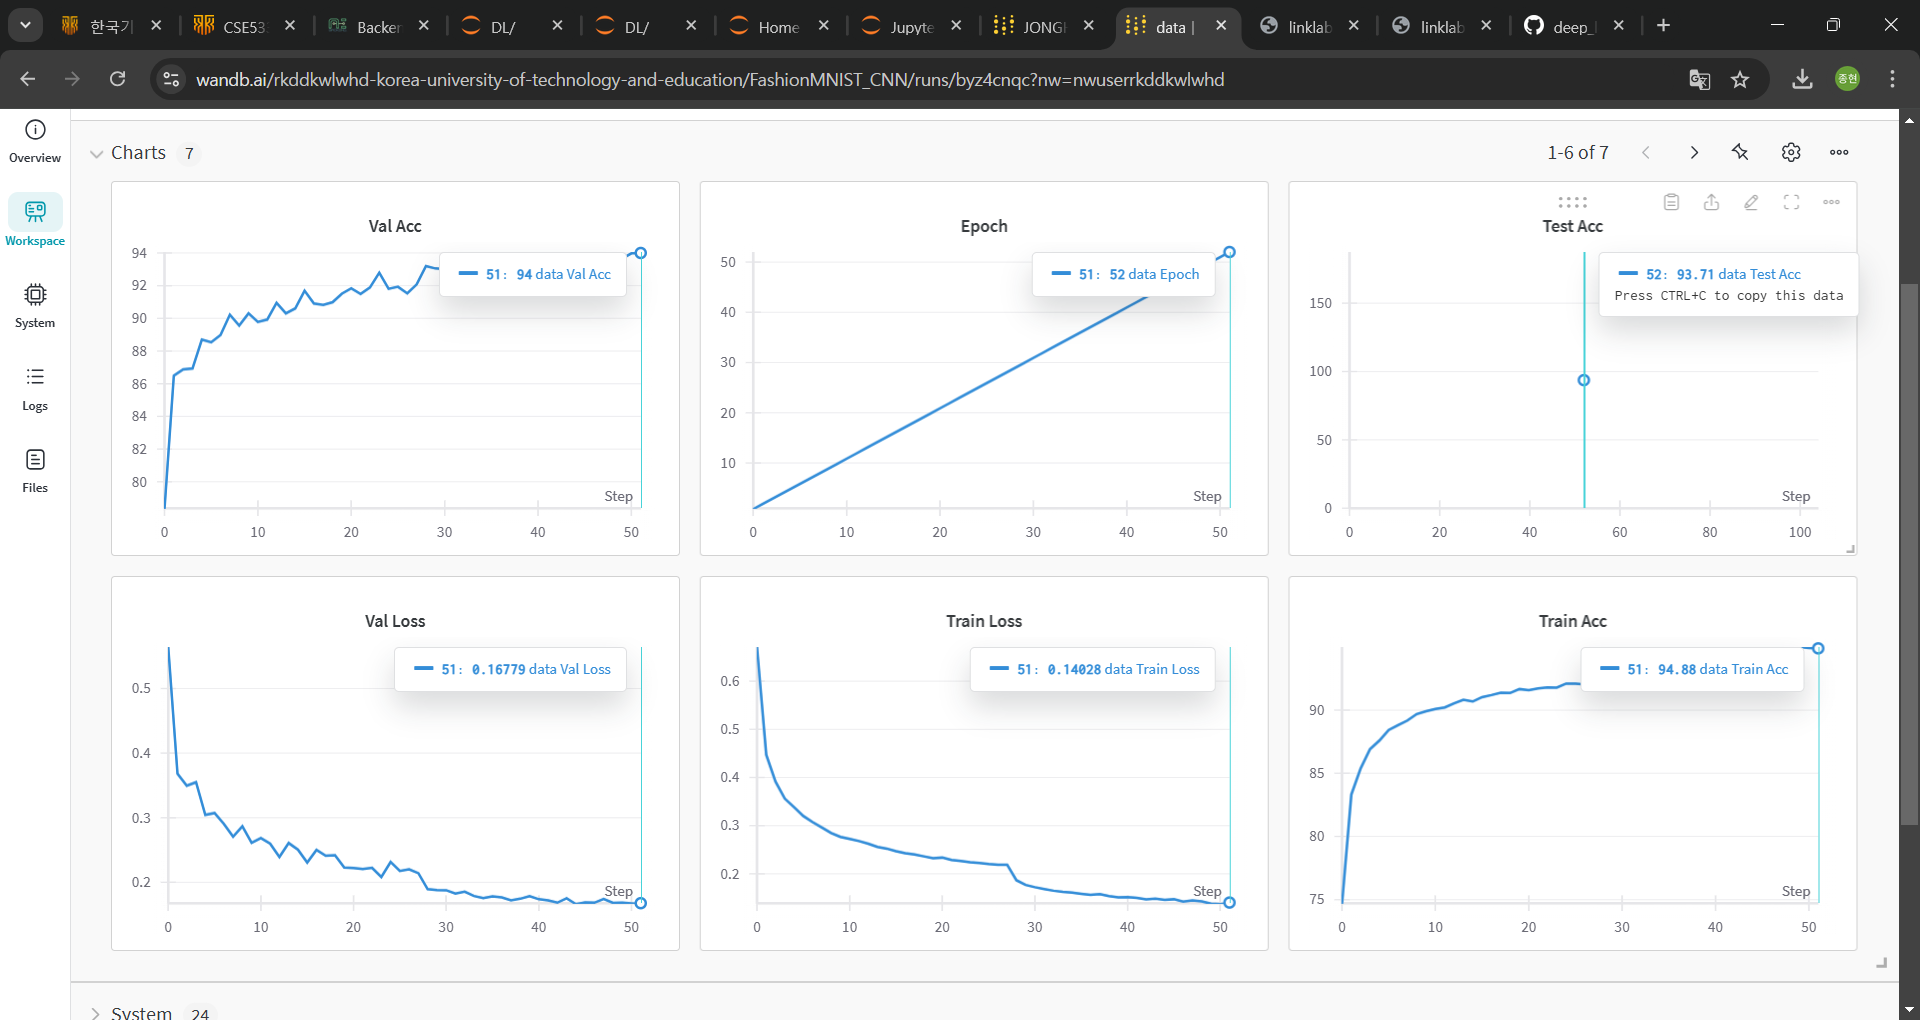 한국기
CSE53
Backer
DL/
DL/
Home
Jupyte
JONGH
data |
linklab
linklab
deep_l
wandb.ai/rkddkwlwhd-korea-university-of-technology-and-education/FashionMNIST_CNN/runs/byz4cnqc?nw=nwuserrkddkwlwhd
종현
Overview
Workspace
System
Logs
Files
Charts 7
1-6 of 7
Val Acc
51: 94 data Val Acc
94
92
90
88
86
84
82
80
Step
0 10 20 30 40 50
Epoch
51: 52 data Epoch
50
40
30
20
10
Step
0 10 20 30 40 50
Test Acc
52: 93.71 data Test Acc
Press CTRL+C to copy this data
150
100
50
0
Step
0 20 40 60 80 100
Val Loss
51: 0.16779 data Val Loss
0.5
0.4
0.3
0.2
Step
0 10 20 30 40 50
Train Loss
51: 0.14028 data Train Loss
0.6
0.5
0.4
0.3
0.2
Step
0 10 20 30 40 50
Train Acc
51: 94.88 data Train Acc
90
85
80
75
Step
0 10 20 30 40 50
System 24